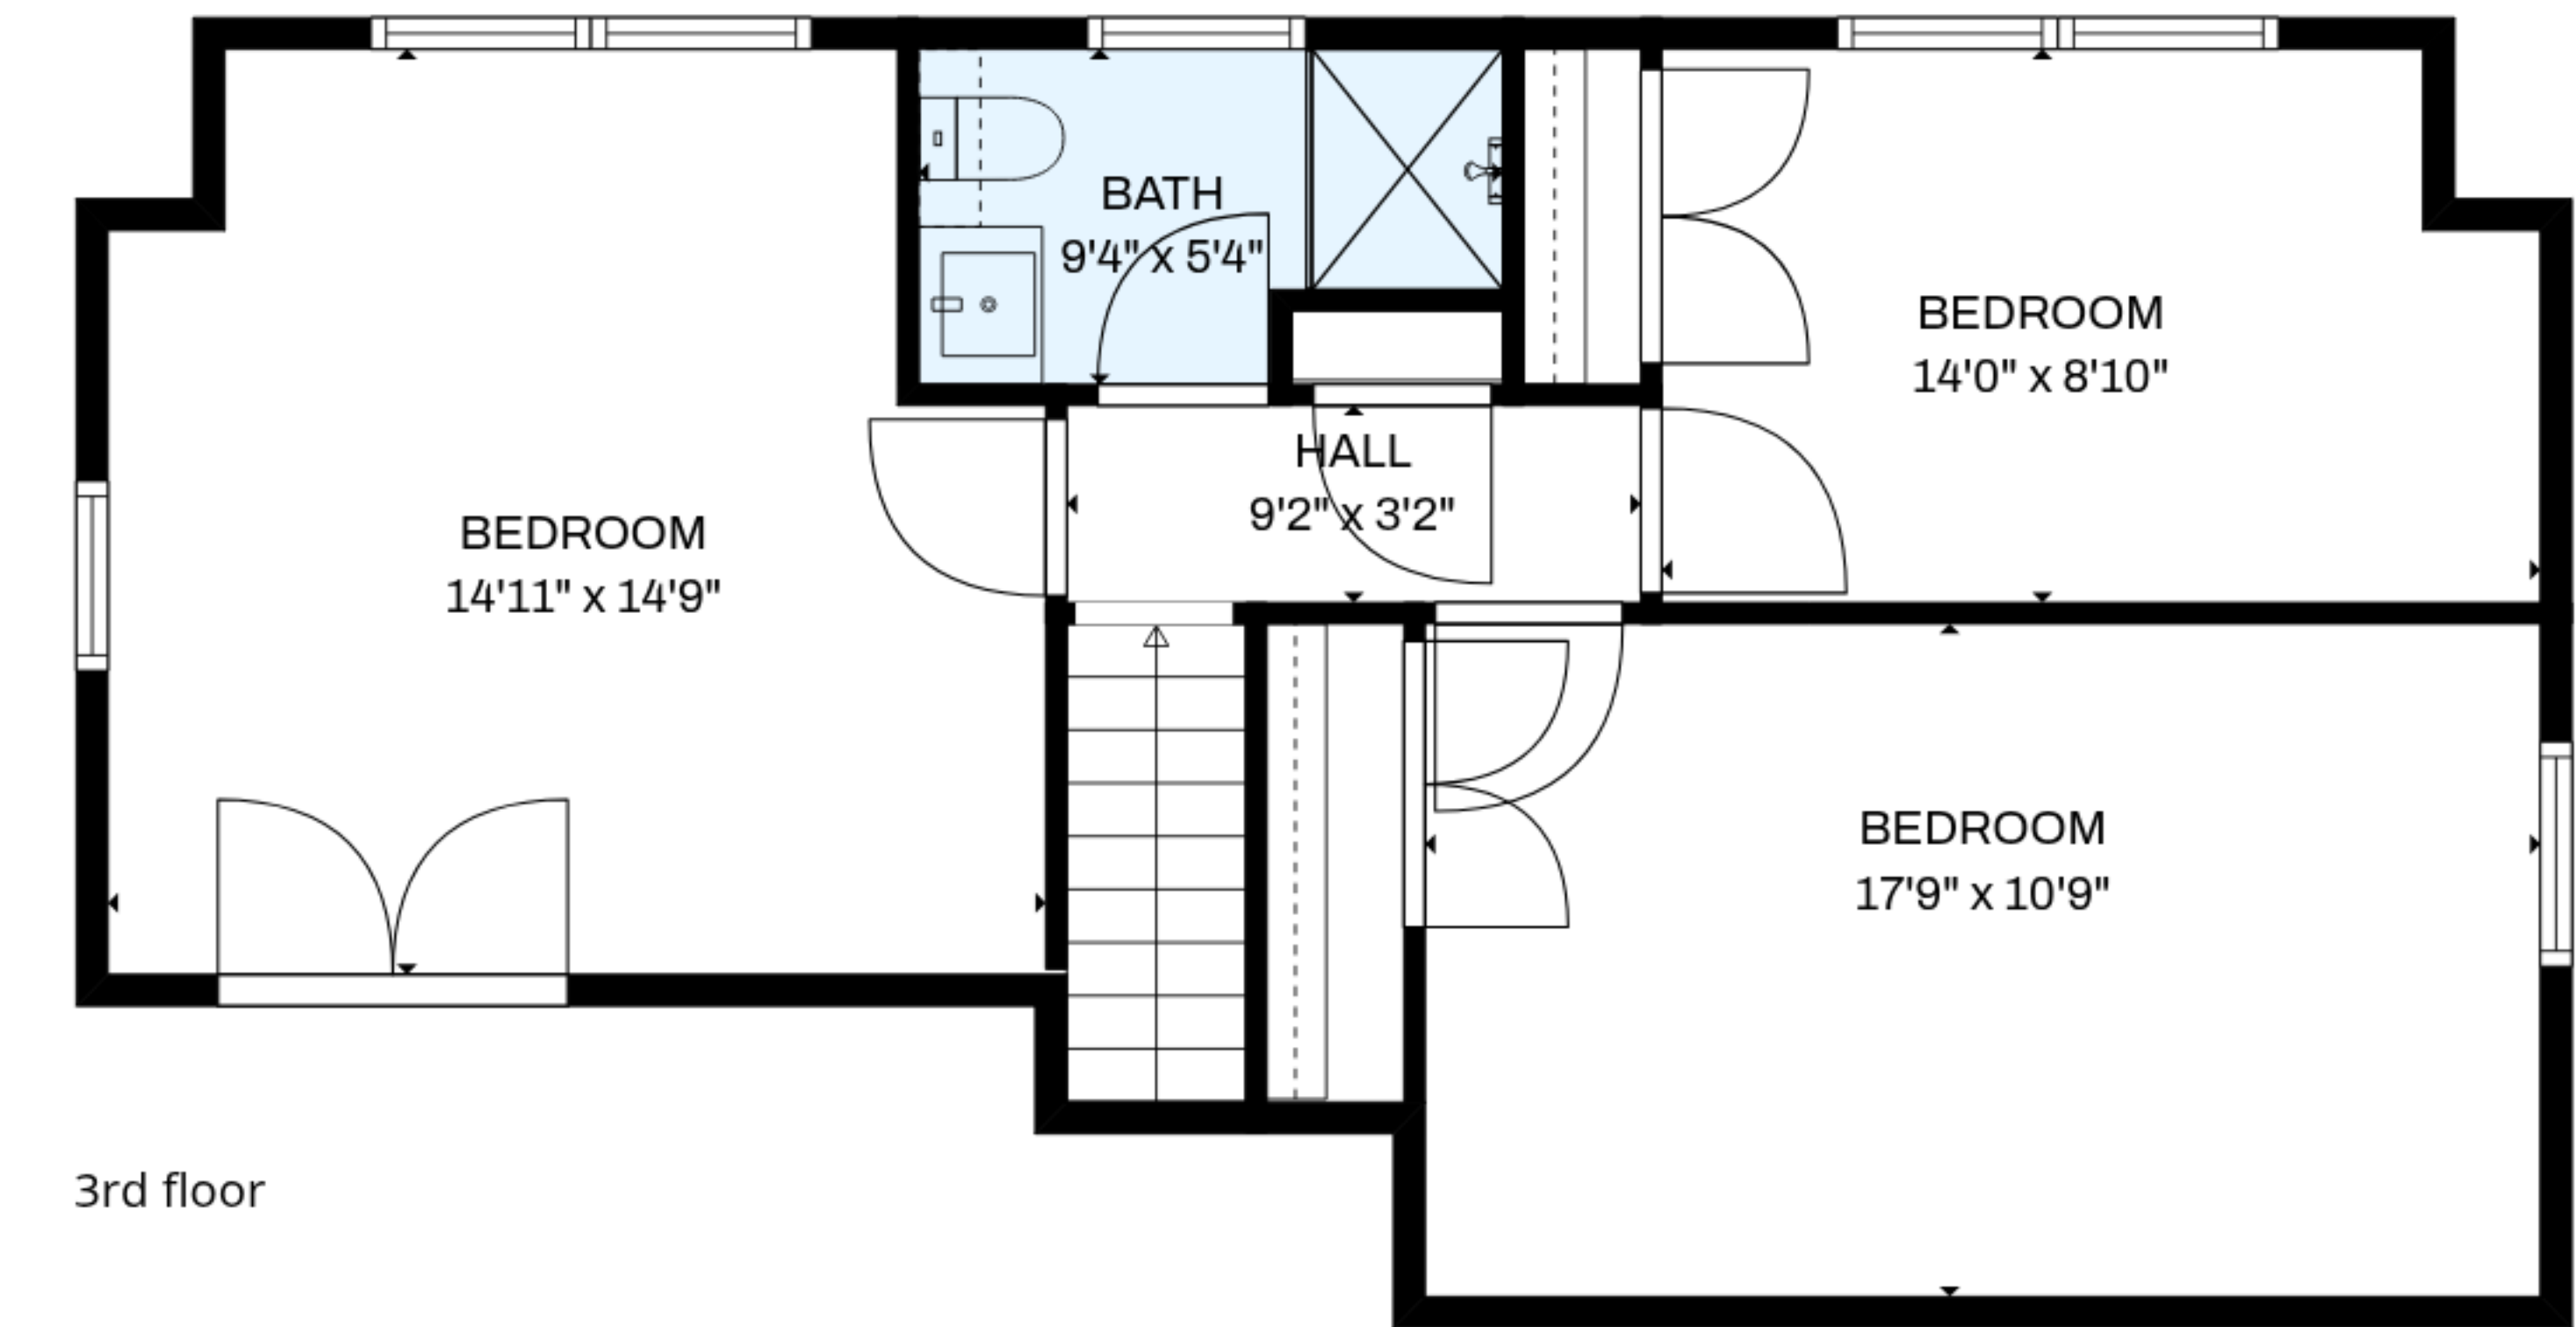 BATH
9'4" x 5'4"
BEDROOM
14'0" x 8'10"
HALL
9'2" x 3'2"
BEDROOM
14'11" x 14'9"
BEDROOM
17'9" x 10'9"
3rd floor